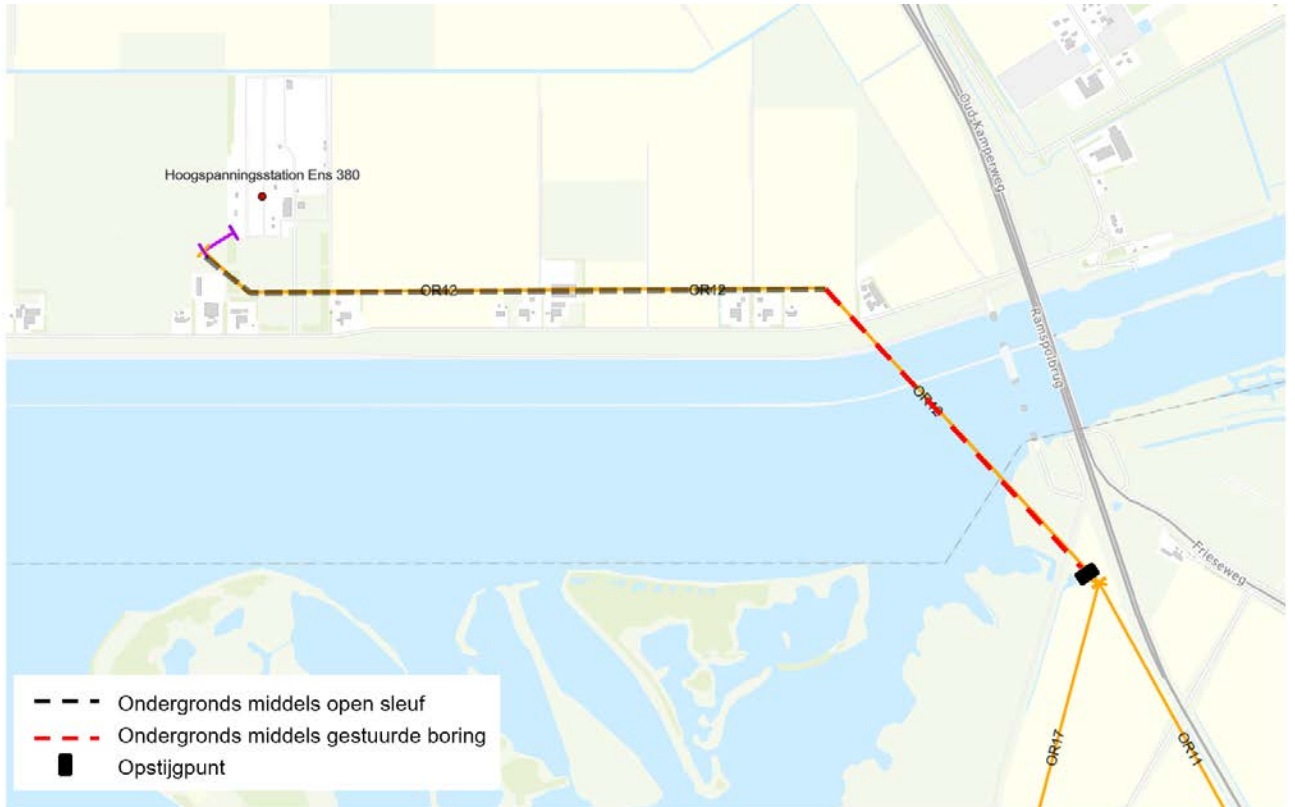 Oud-Kamperweg
Hoogspanningsstation Ens 380
OR12
OR12
Ramspolbrug
OR12
Frieseweg
OR17
OR11
Ondergronds middels open sleuf
Ondergronds middels gestuurde boring
Opstijgpunt